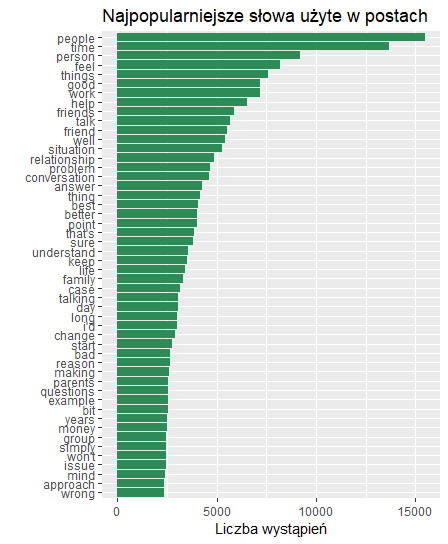 Najpopularniejsze słowa użyte w postach
people
time
person
feel
things
good
work
help
friends
talk
friend
well
situation
relationship
problem
conversation
answer
thing
best
better
point
that's
sure
understand
keep
life
family
case
talking
day
long
i'd
change
start
bad
reason
making
parents
questions
example
bit
years
money
group
simply
won't
issue
mind
approach
wrong
0 5000 10000 15000
Liczba wystąpień